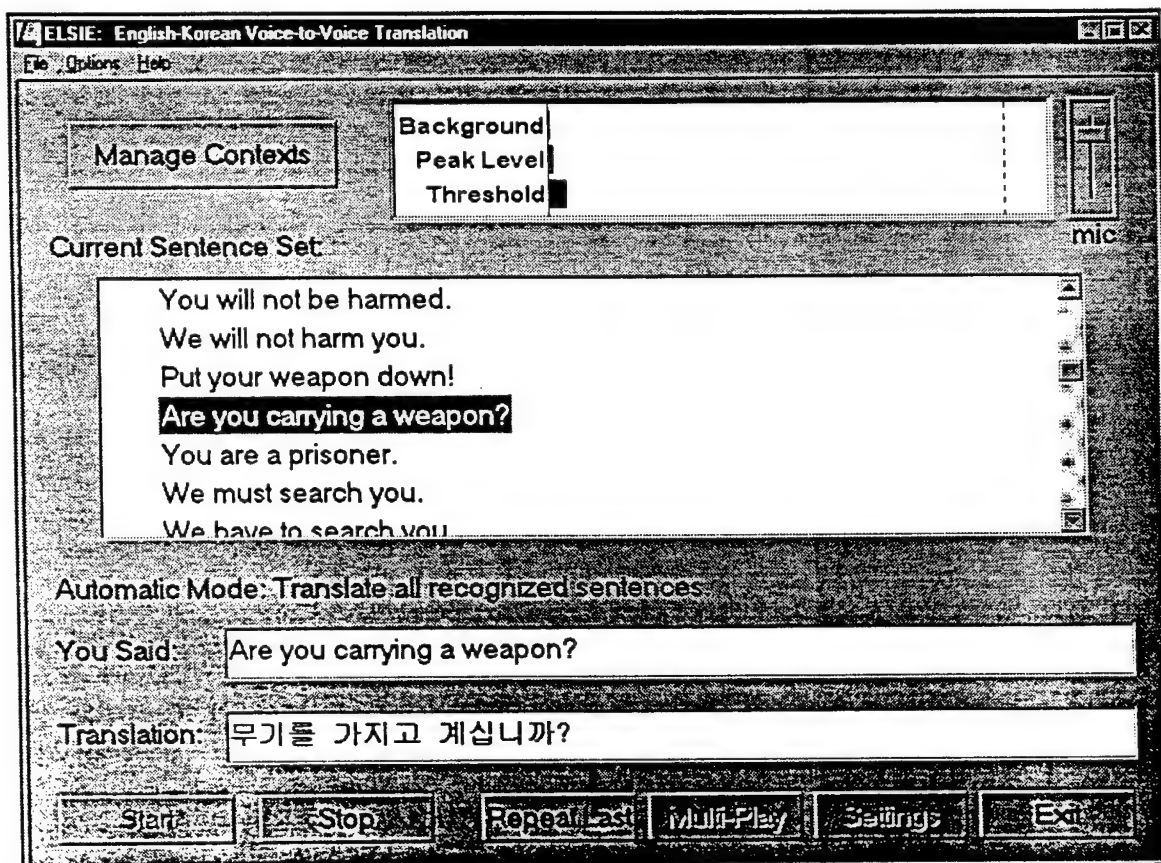 ELSIE: English-Korean Voice-to-Voice Translation
File Options Help
Manage Contexts
Background
Peak Level
Threshold
mic
Current Sentence Set:
You will not be harmed.
We will not harm you.
Put your weapon down!
Are you carrying a weapon?
You are a prisoner.
We must search you.
We have to search you
Automatic Mode: Translate all recognized sentences.
You Said: Are you carrying a weapon?
Translation: 무기를 가지고 계십니까?
Start Stop Repeat Last Multi-Play Settings Exit